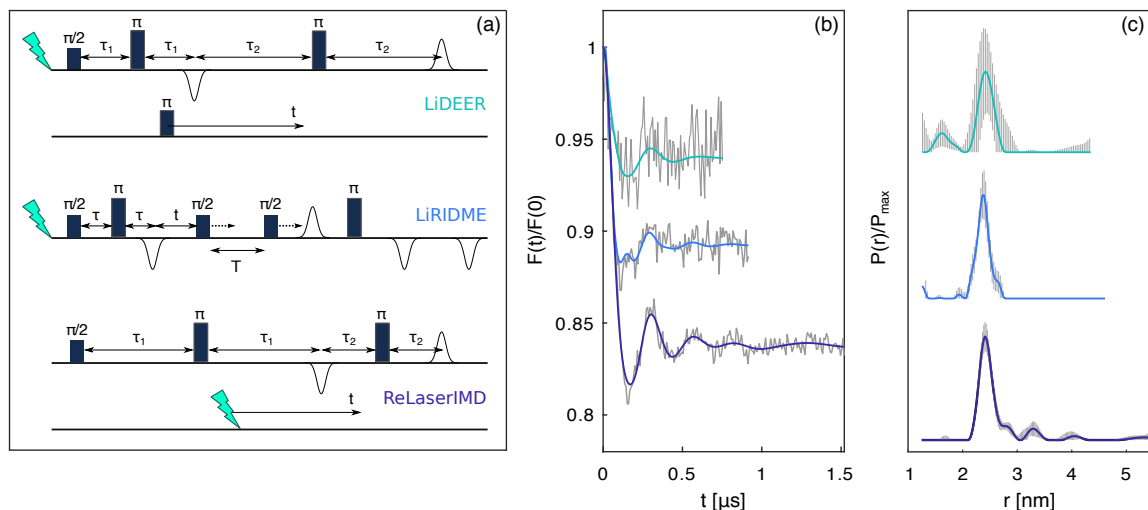 (a)
π/2 τ₁ π τ₁ τ₂ π τ₂
LiDEER
π t
π/2 τ π τ t π/2 π/2 π
LiRIDME
T
π/2 τ₁ π τ₁ τ₂ π τ₂
ReLaserIMD
t
(b)
F(t)/F(0)
1
0.95
0.9
0.85
0.8
0 0.5 1 1.5
t [µs]
(c)
P(r)/Pmax
1 2 3 4 5
r [nm]